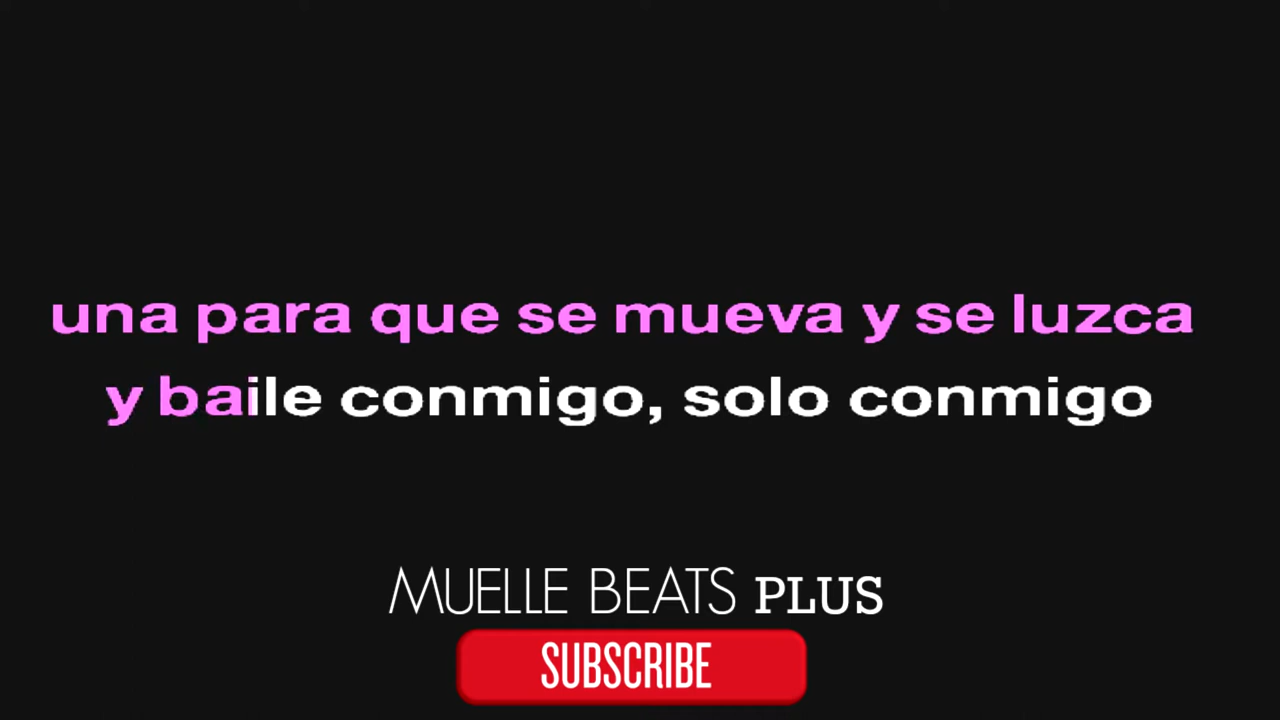 una para que se mueva y se luzca
y baile conmigo, solo conmigo
MUELLE BEATS PLUS
SUBSCRIBE